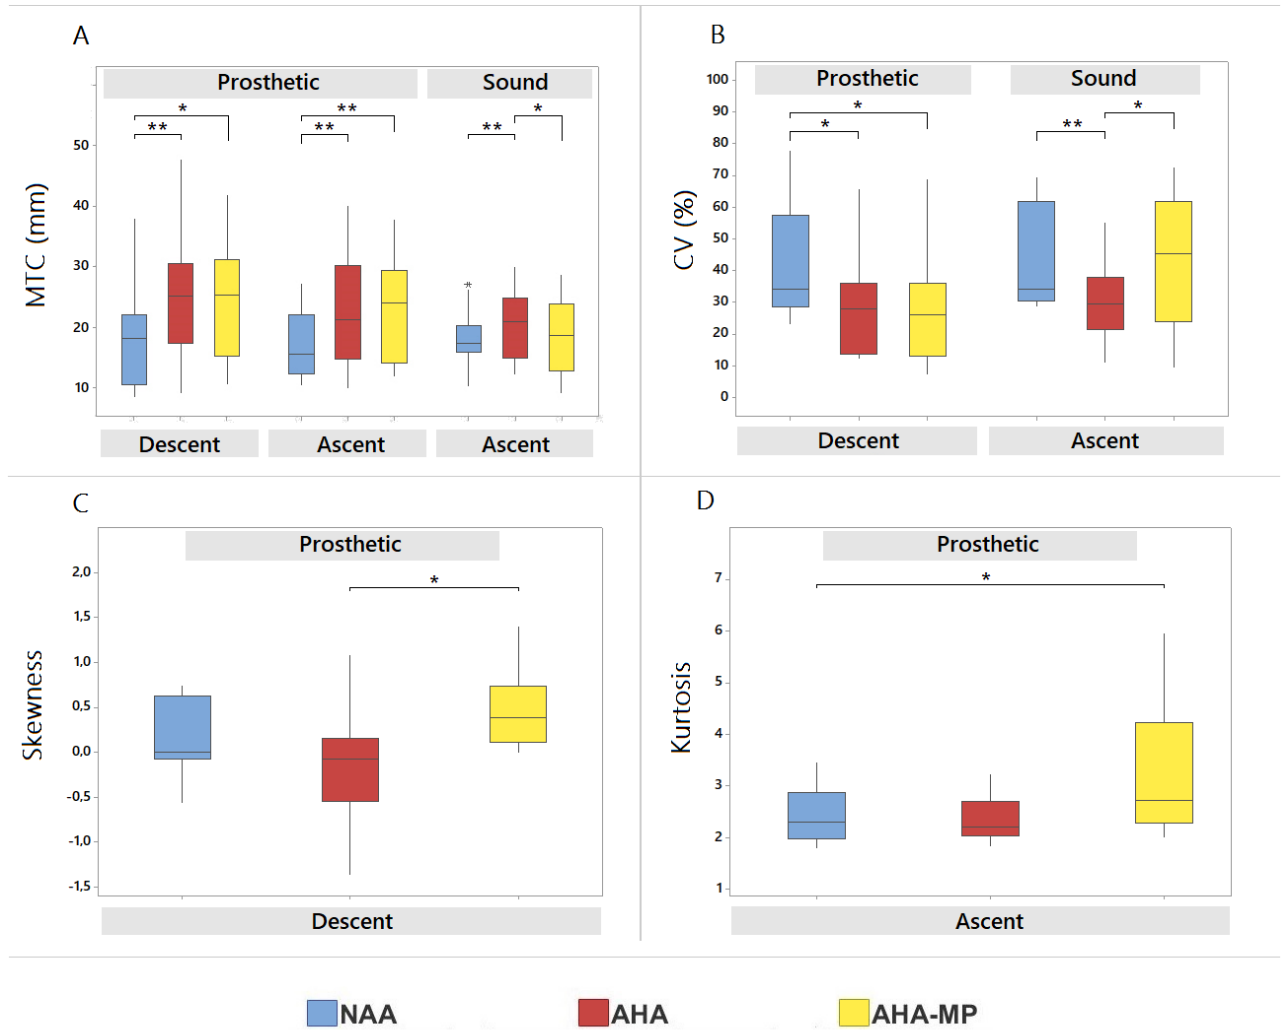 A
Prosthetic Sound
* ** *
** ** **
MTC (mm)
50
40
30
20
10
*
Descent Ascent Ascent
B
Prosthetic Sound
* *
* **
CV (%)
100
90
80
70
60
50
40
30
20
10
0
Descent Ascent
C
Prosthetic
*
Skewness
2,0
1,5
1,0
0,5
0,0
-0,5
-1,0
-1,5
Descent
D
Prosthetic
*
Kurtosis
7
6
5
4
3
2
1
Ascent
NAA AHA AHA-MP